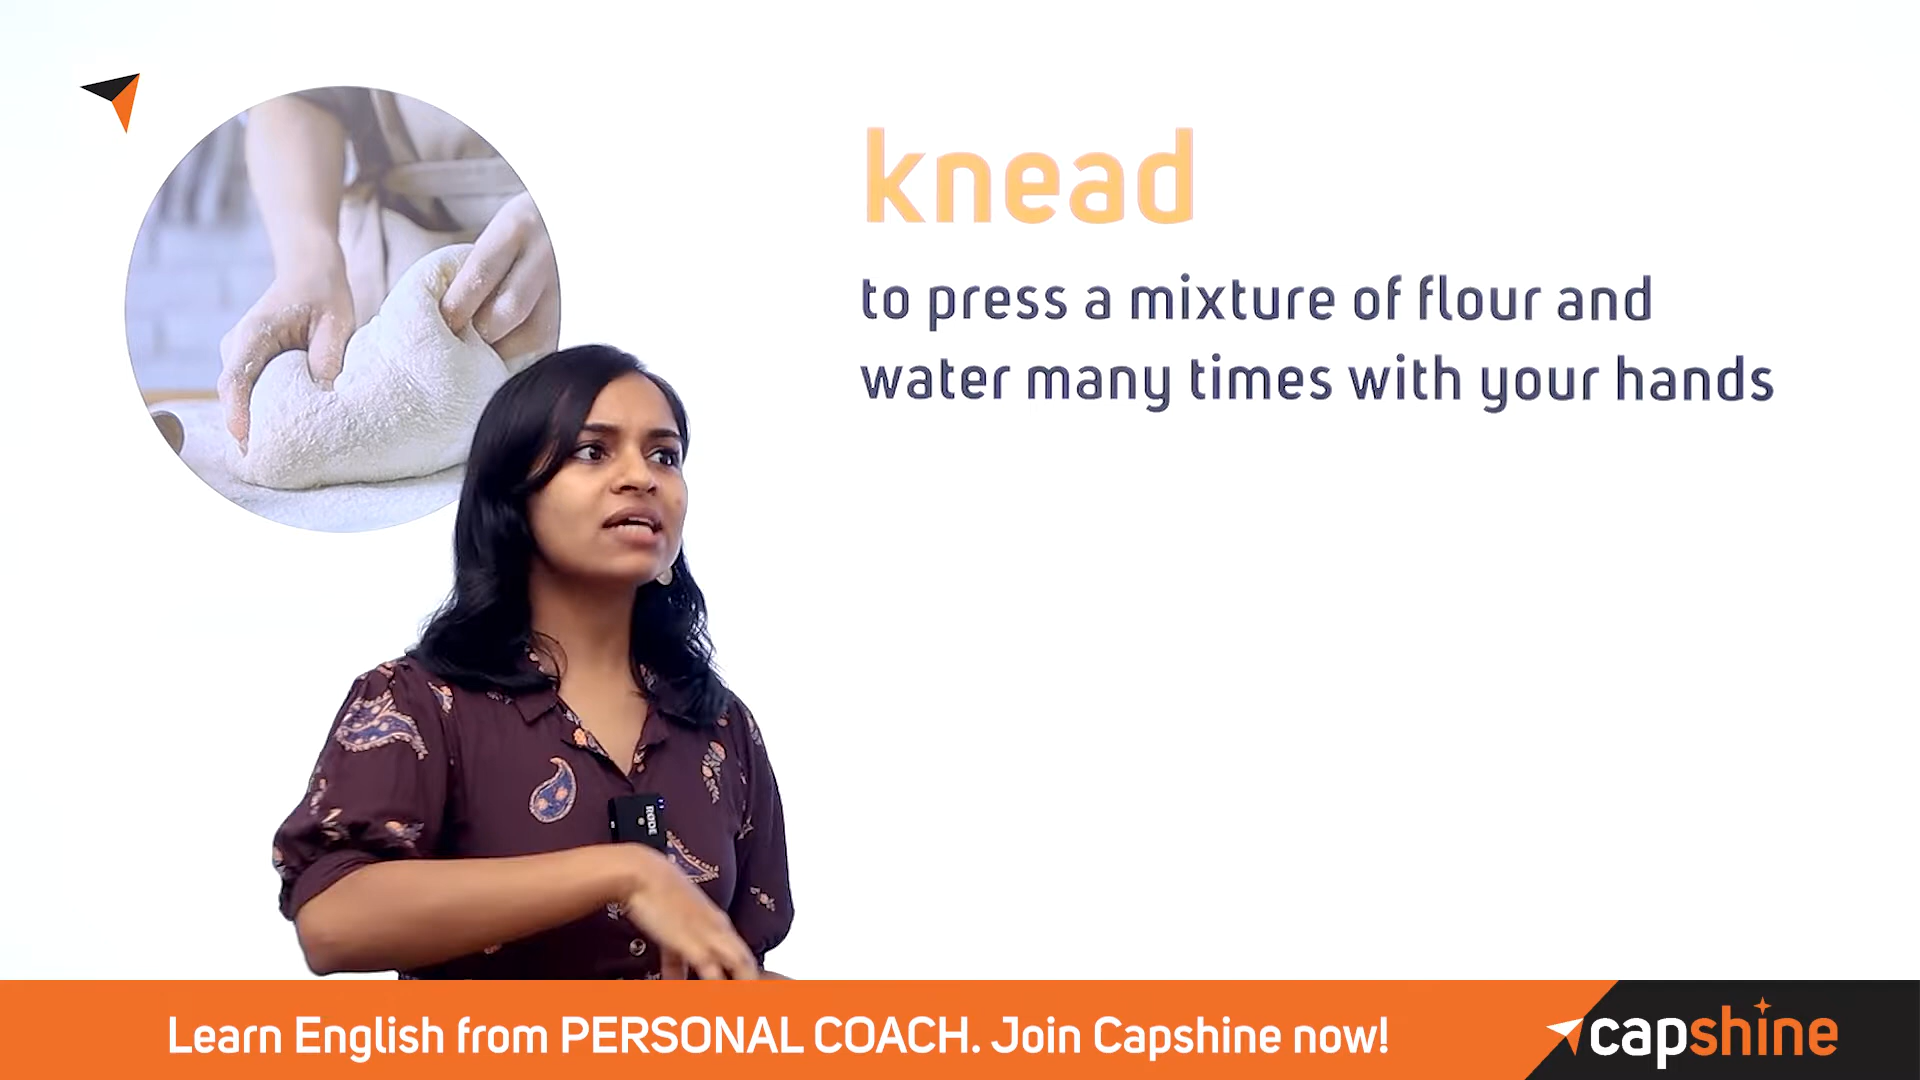 knead
to press a mixture of flour and
water many times with your hands
RODE
Learn English from PERSONAL COACH. Join Capshine now!
capshine